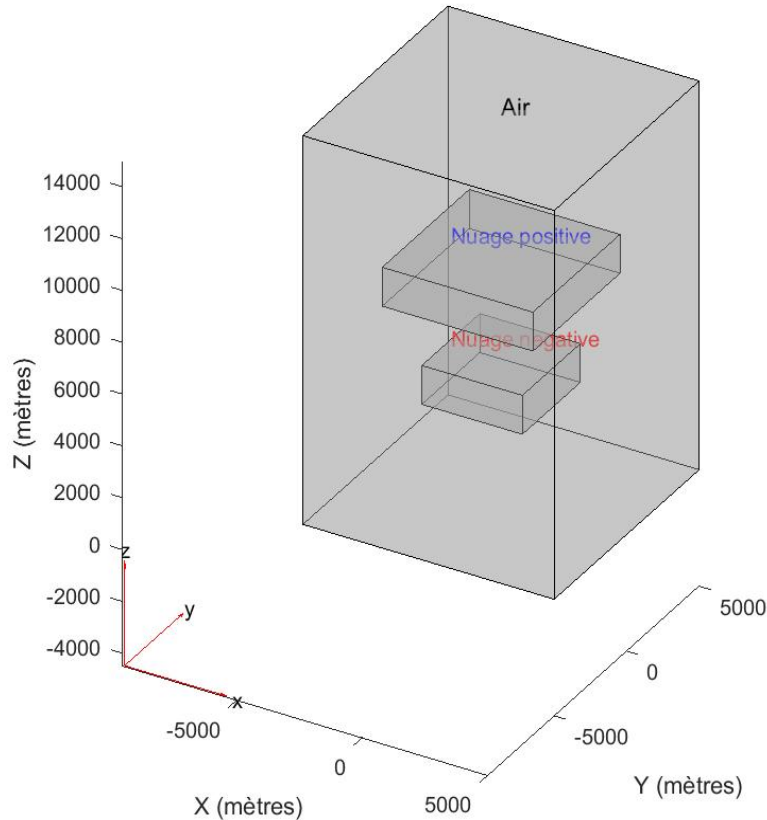 Air
14000
12000
10000
8000
6000
4000
2000
0
-2000
-4000
Z (mètres)
Nuage positive
Nuage negative
z
y
x
-5000
0
5000
X (mètres)
5000
0
-5000
Y (mètres)